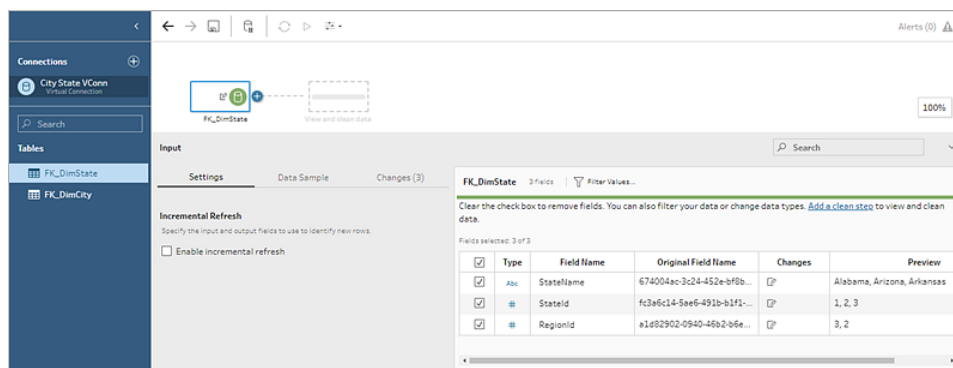 Alerts (0)
Connections
City State VConn
Virtual Connection
Search
Tables
FK_DimState
FK_DimCity
FK_DimState
View and clean data
100%
Input
Search
Settings
Data Sample
Changes (3)
Incremental Refresh
Specify the input and output fields to use to identify new rows.
Enable incremental refresh
FK_DimState 3 fields Filter Values...
Clear the check box to remove fields. You can also filter your data or change data types. Add a clean step to view and clean
data.
Fields selected: 3 of 3
Type Field Name Original Field Name Changes Preview
Abc StateName 674004ac-3c24-452e-bf8b... Alabama, Arizona, Arkansas
# StateId fc3a6c14-5ae6-491b-b1f1-... 1, 2, 3
# RegionId a1d82902-0940-46b2-b6e... 3, 2